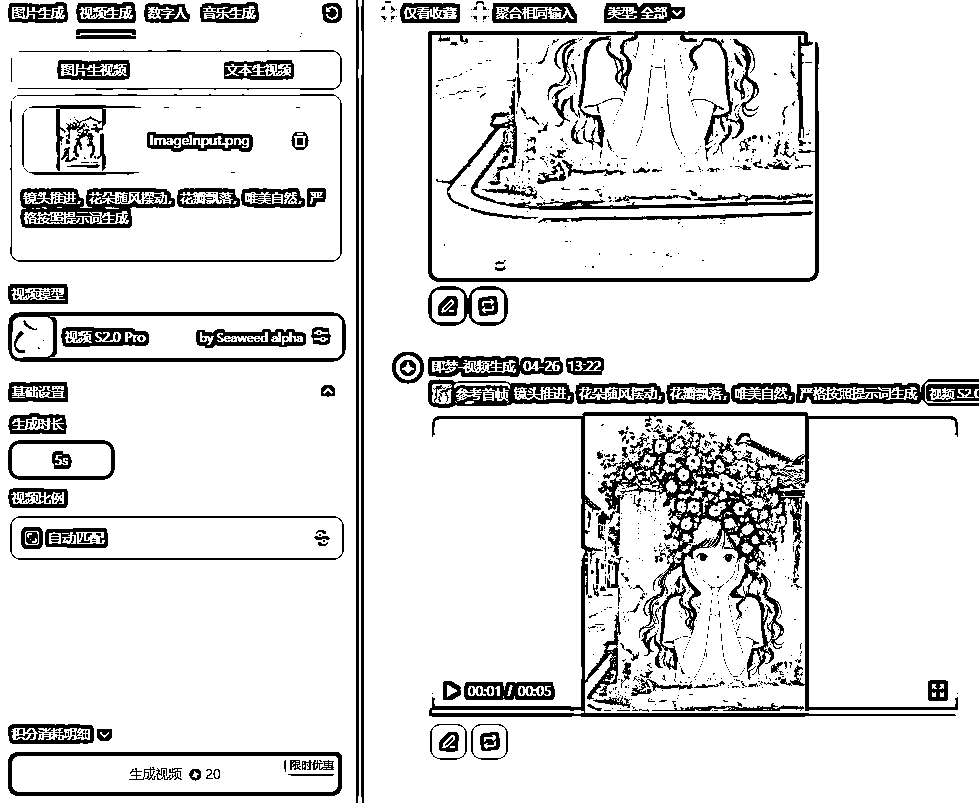 图片生成 视频生成 数字人 音乐生成
图片生视频 文本生视频
ImageInput.png
镜头推进，花朵随风摆动，花瓣飘落，唯美自然，严
格按照提示词生成
视频模型
视频 S2.0 Pro by Seaweed alpha
基础设置
生成时长
5s
视频比例
自动匹配
积分消耗明细
生成视频 20
限时优惠
仅看收藏 聚合相同输入 类型·全部
即梦-视频生成 04-26 13:22
参考首帧 镜头推进，花朵随风摆动，花瓣飘落，唯美自然，严格按照提示词生成 视频 S2.0
00:01 / 00:05